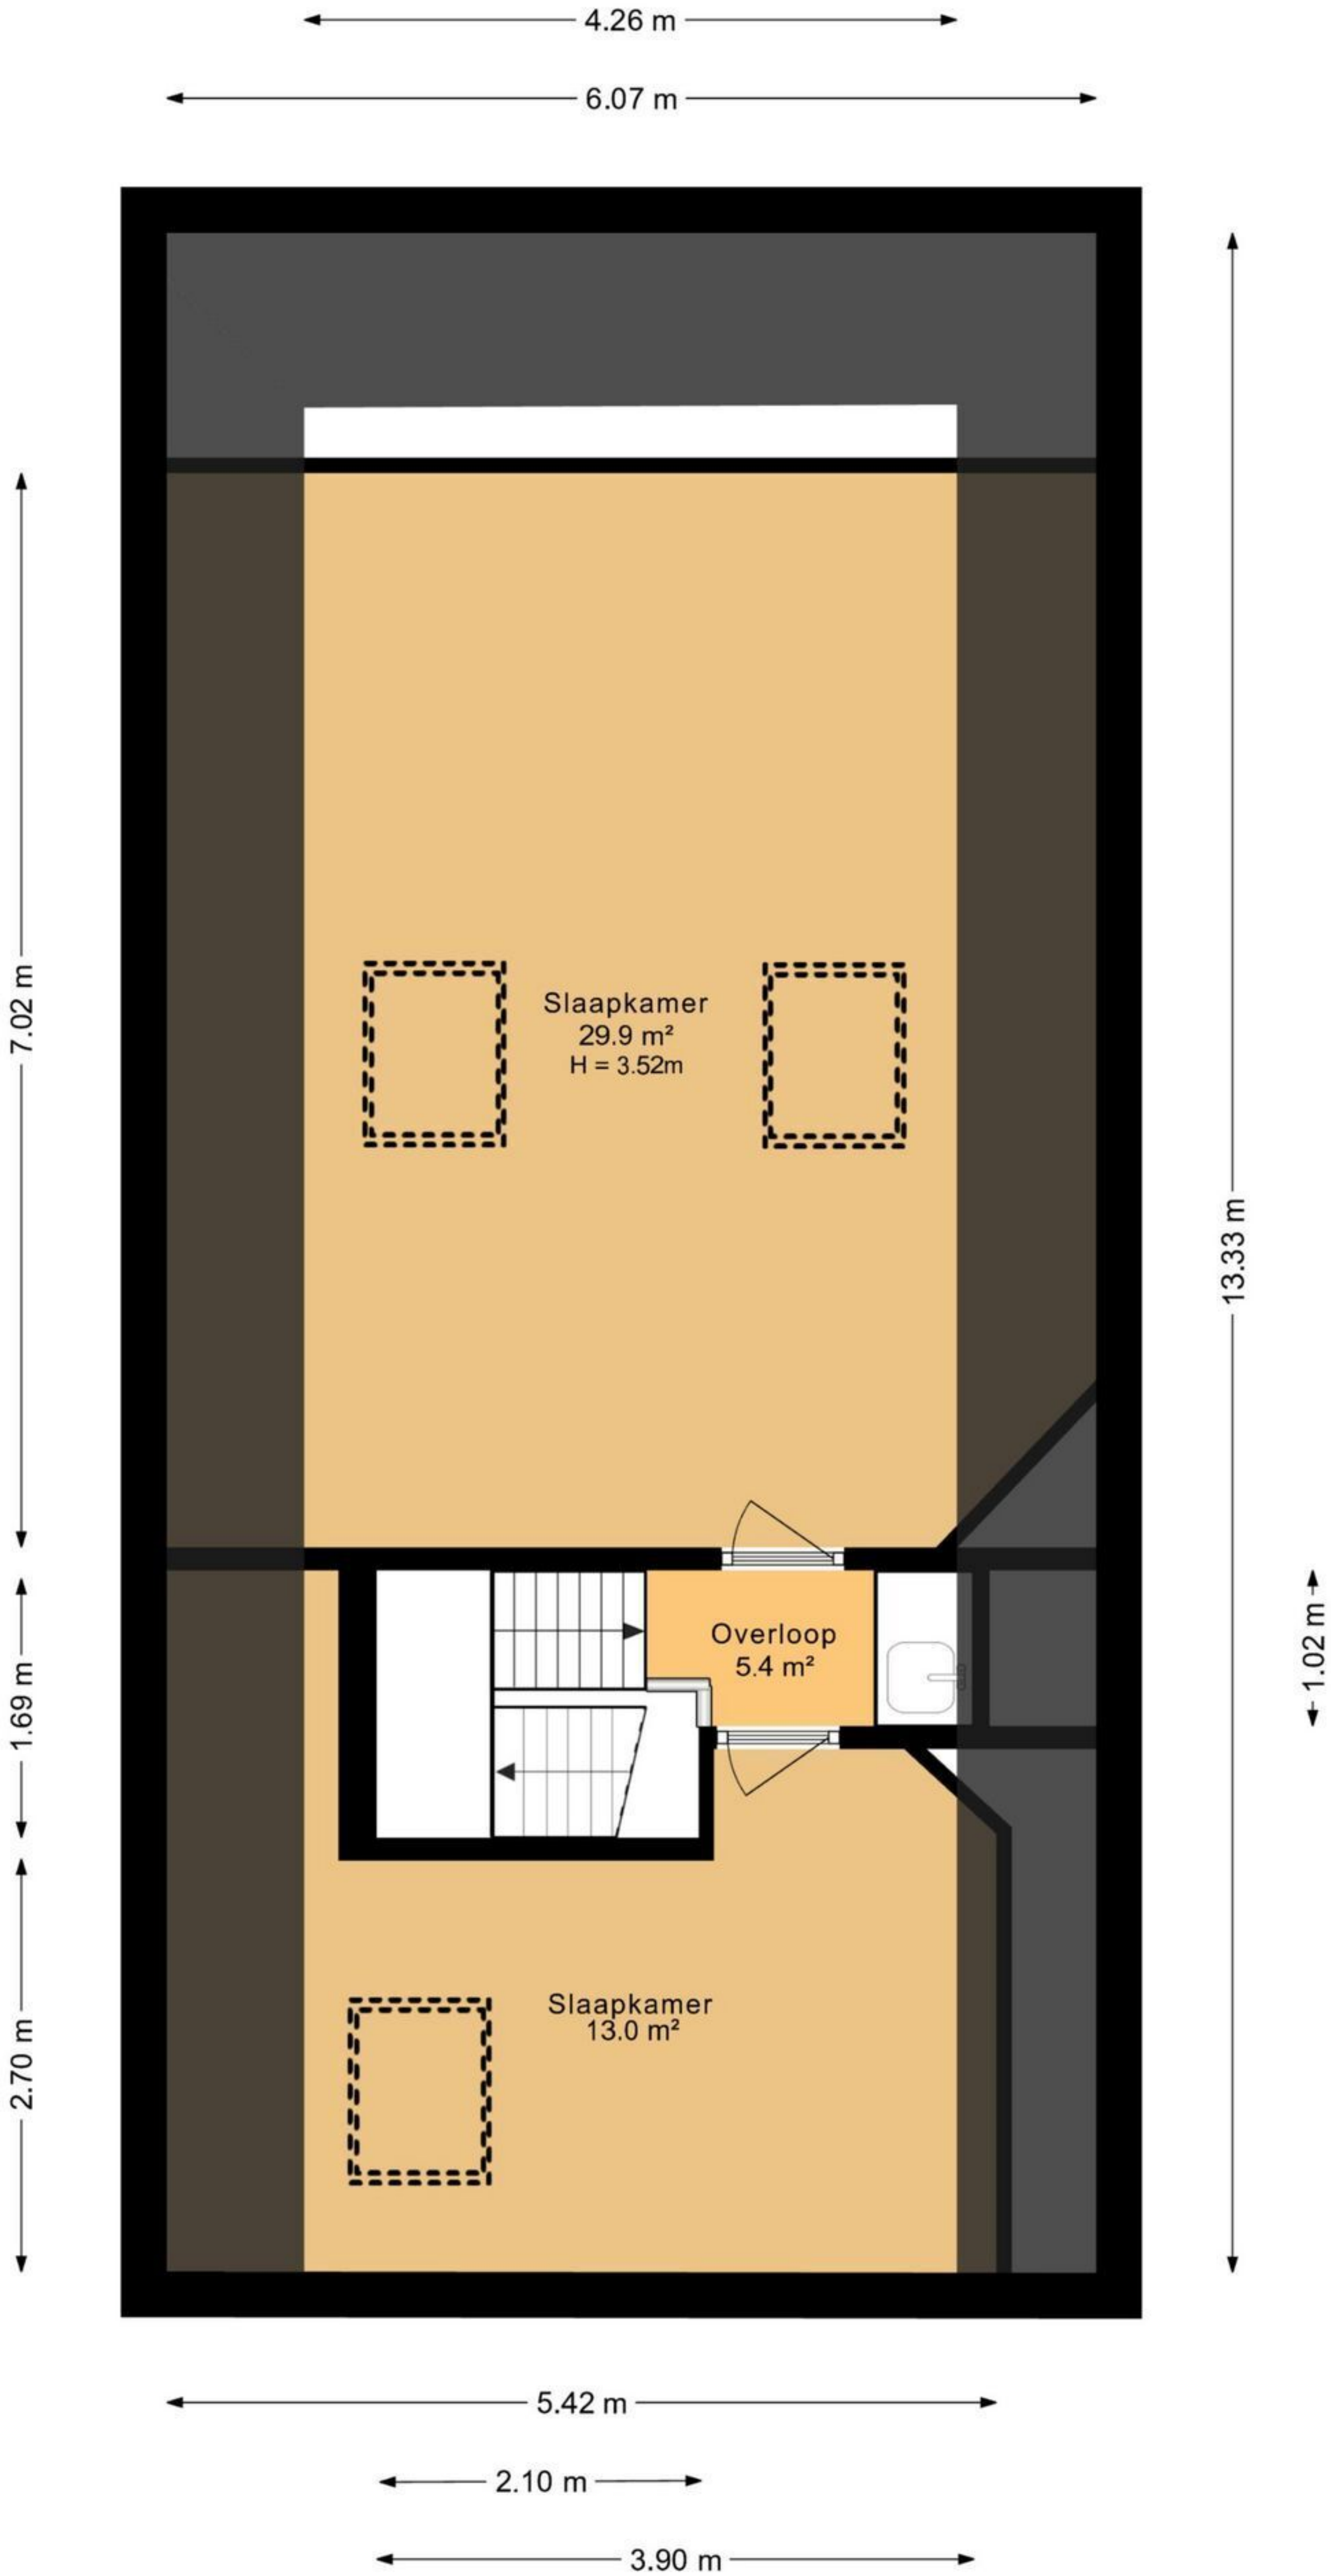 4.26 m
6.07 m
7.02 m
Slaapkamer
29.9 m²
H = 3.52m
13.33 m
Overloop
5.4 m²
1.02 m
1.69 m
Slaapkamer
13.0 m²
2.70 m
5.42 m
2.10 m
3.90 m